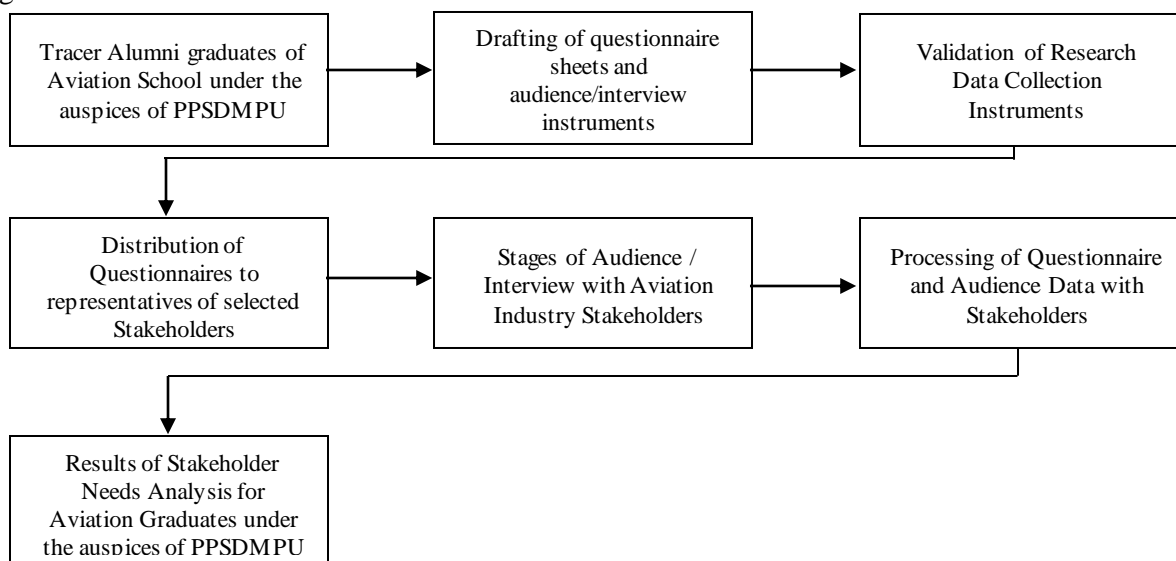 Tracer Alumni graduates of
Aviation School under the
auspices of PPSDMPU
Drafting of questionnaire
sheets and
audience/interview
instruments
Validation of Research
Data Collection
Instruments
Distribution of
Questionnaires to
representatives of selected
Stakeholders
Stages of Audience /
Interview with Aviation
Industry Stakeholders
Processing of Questionnaire
and Audience Data with
Stakeholders
Results of Stakeholder
Needs Analysis for
Aviation Graduates under
the auspices of PPSDMPU